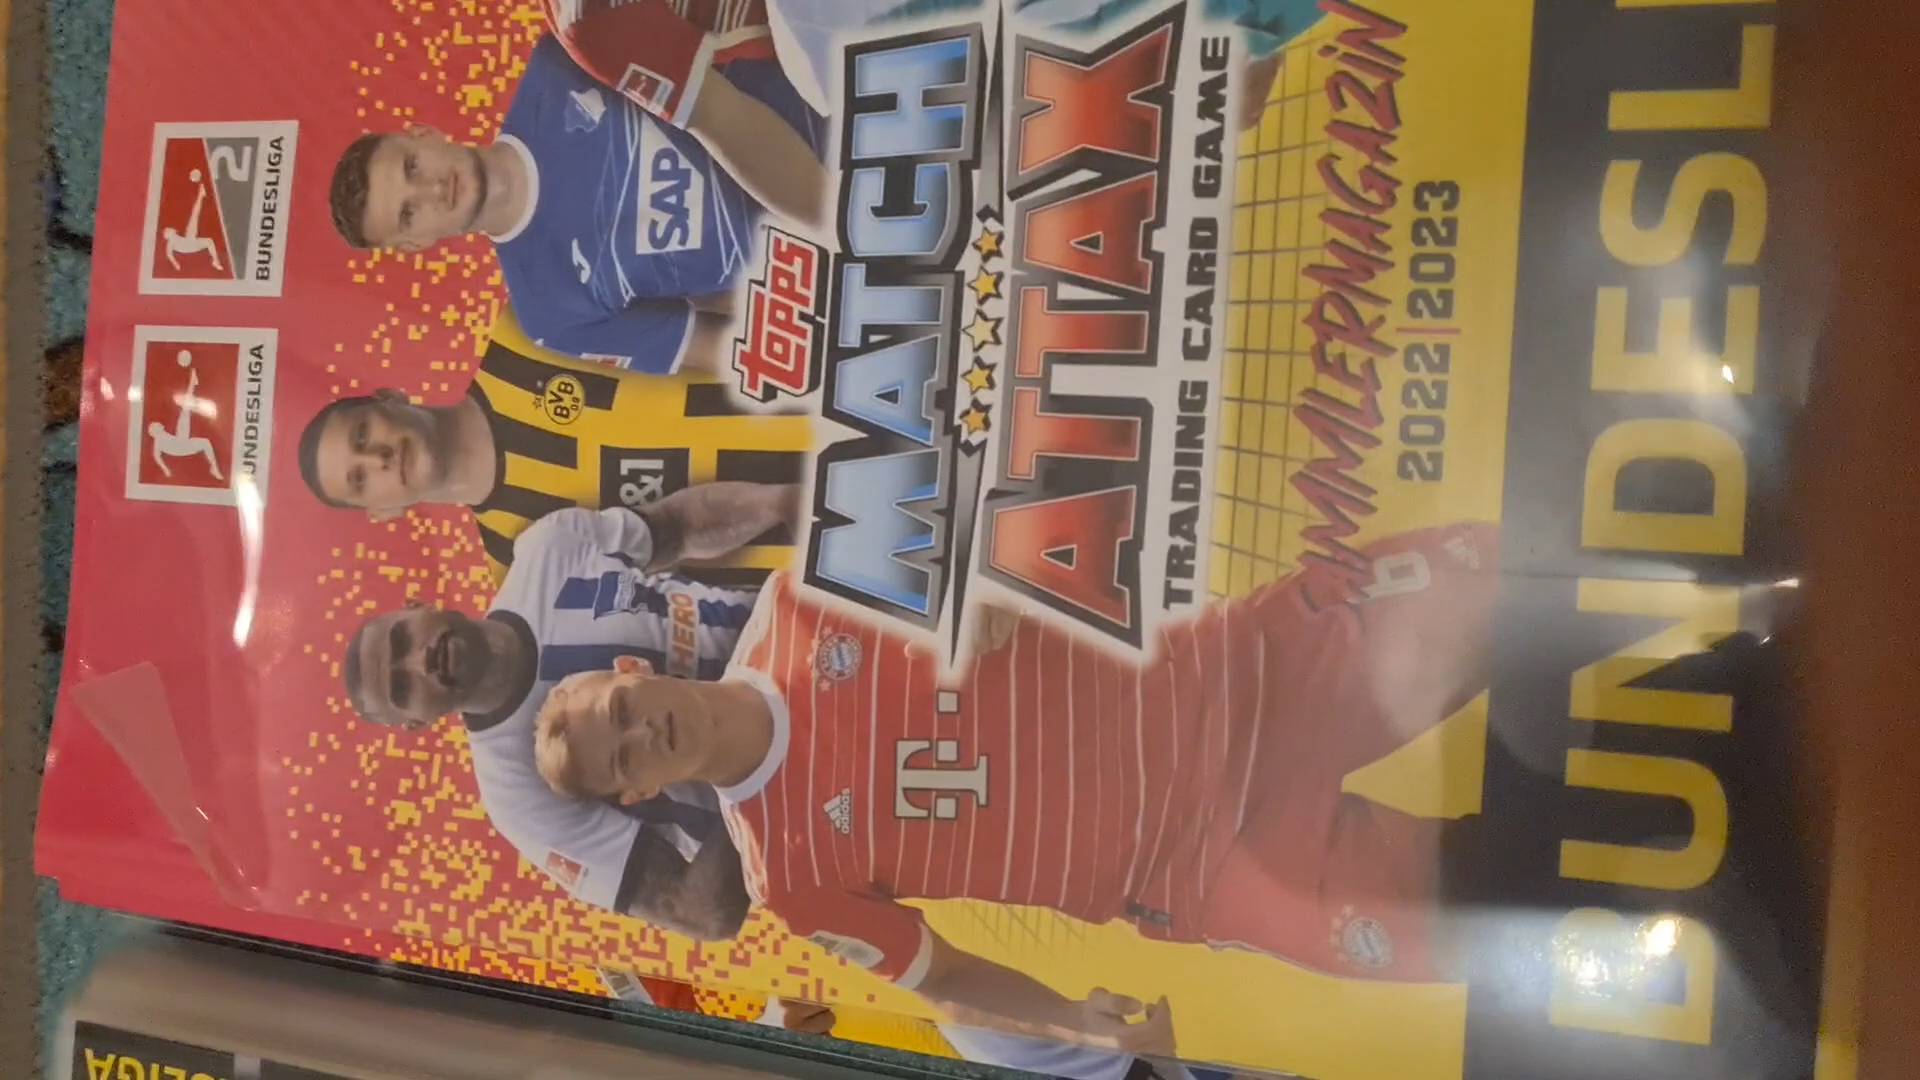 BUNDESLIGA
2
BUNDESLIGA
SAP
BVB
09
1&1
HERO
adidas
T
topps
MATCH
ATTAX
TRADING CARD GAME
SAMMLERMAGAZIN
2022|2023
6
BUNDESLI